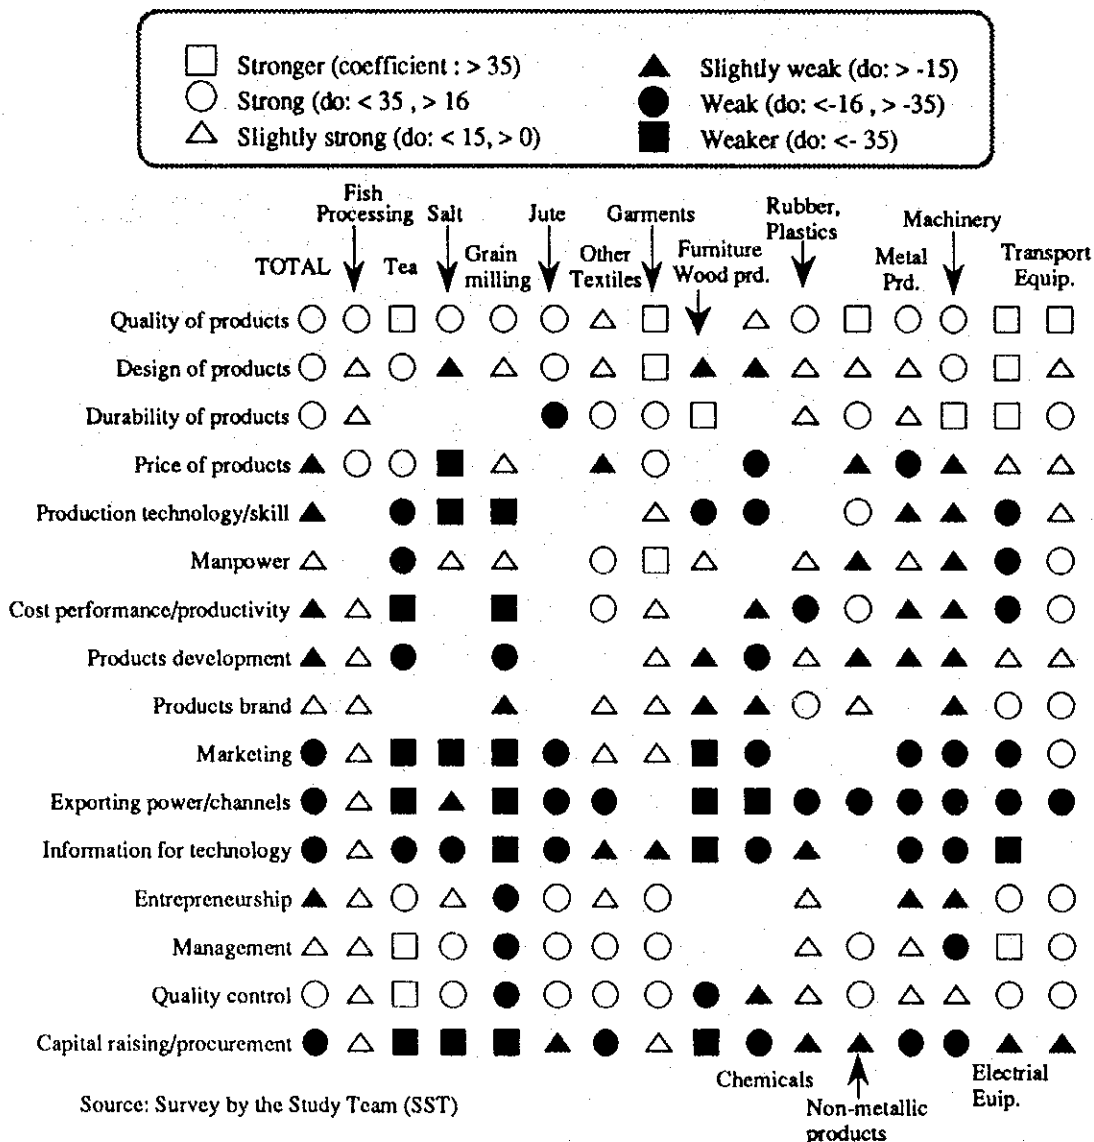 Stronger (coefficient : > 35)
Strong (do: < 35 , > 16
Slightly strong (do: < 15, > 0)
Slightly weak (do: > -15)
Weak (do: <-16 , > -35)
Weaker (do: <- 35)
Fish
Processing
Salt
Jute
Garments
Rubber,
Plastics
Machinery
TOTAL
Tea
Grain
milling
Other
Textiles
Furniture
Wood prd.
Metal
Prd.
Transport
Equip.
Quality of products
Design of products
Durability of products
Price of products
Production technology/skill
Manpower
Cost performance/productivity
Products development
Products brand
Marketing
Exporting power/channels
Information for technology
Entrepreneurship
Management
Quality control
Capital raising/procurement
Chemicals
Non-metallic
products
Electrial
Euip.
Source: Survey by the Study Team (SST)